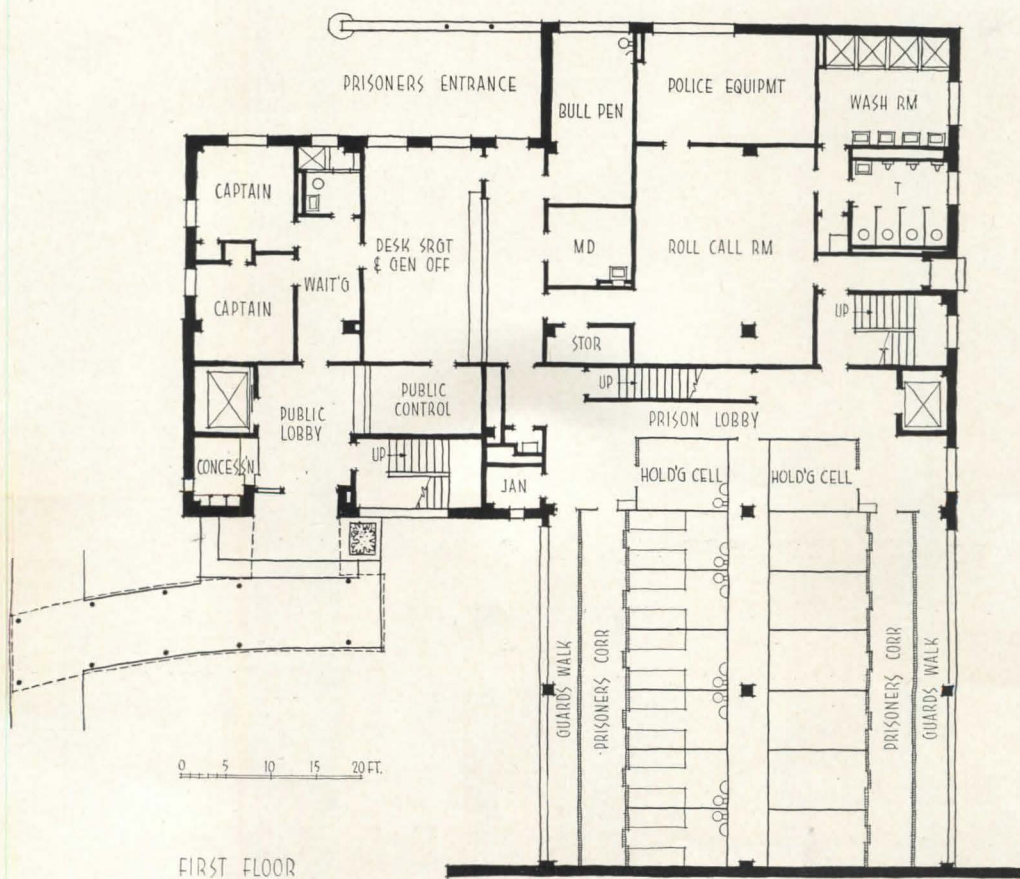 PRISONERS ENTRANCE
BULL PEN
POLICE EQUIPMT
WASH RM
CAPTAIN
T
DESK SRGT
& GEN OFF
MD
ROLL CALL RM
WAIT'G
CAPTAIN
UP
STOR
UP
PUBLIC
CONTROL
PUBLIC
LOBBY
PRISON LOBBY
UP
CONCESS'N
JAN
HOLD'G CELL
HOLD'G CELL
GUARDS WALK
PRISONERS CORR
PRISONERS CORR
GUARDS WALK
0 5 10 15 20 FT.
FIRST FLOOR